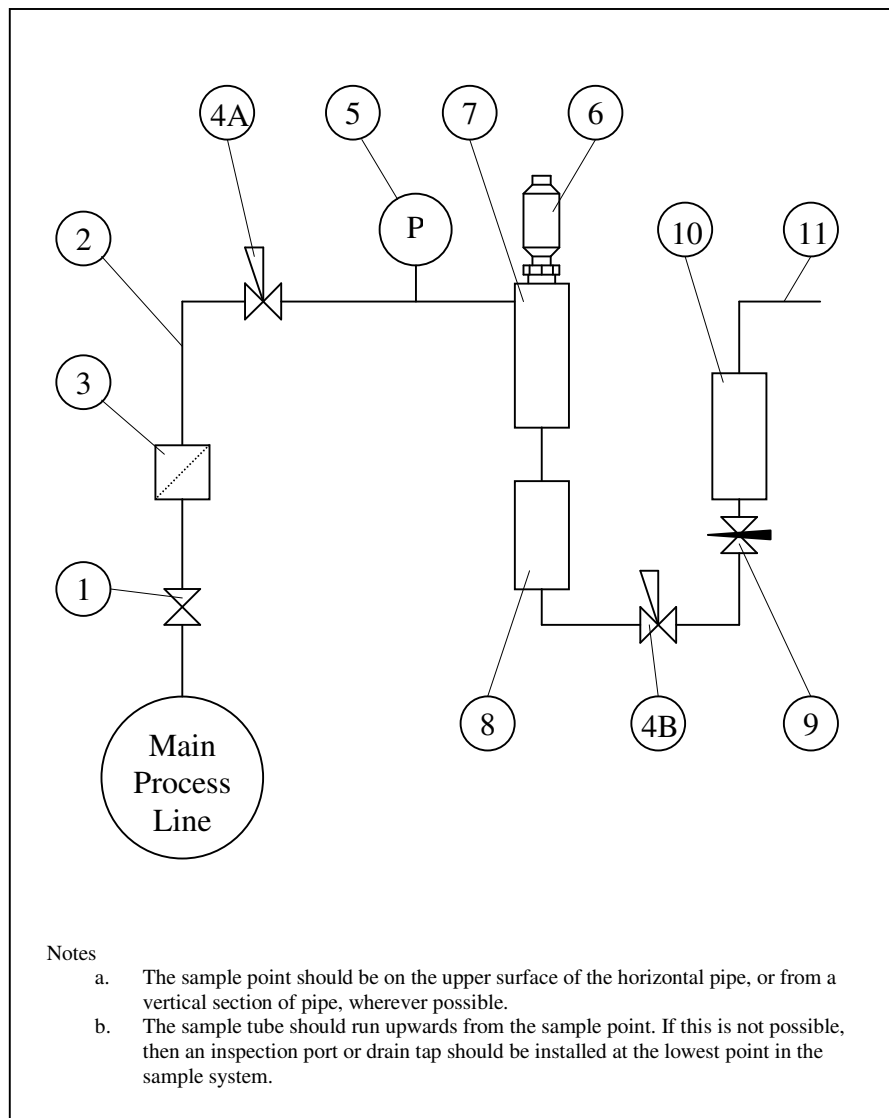 4A
5
7
6
2
10
11
P
3
1
8
4B
9
Main
Process
Line
Notes
a. The sample point should be on the upper surface of the horizontal pipe, or from a
vertical section of pipe, wherever possible.
b. The sample tube should run upwards from the sample point. If this is not possible,
then an inspection port or drain tap should be installed at the lowest point in the
sample system.